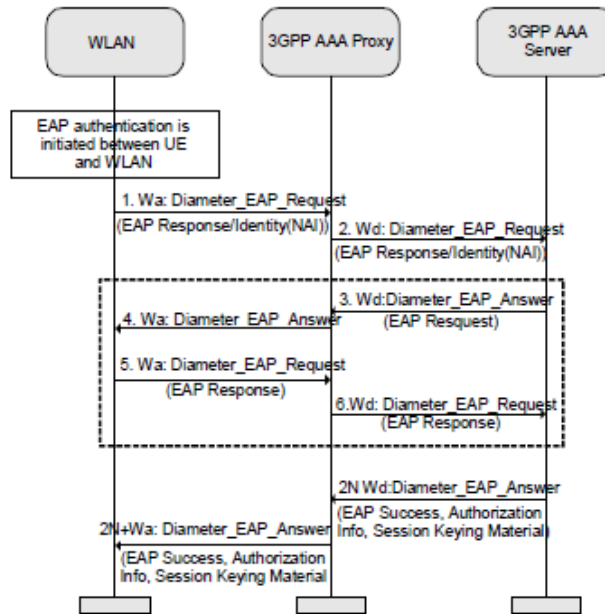 WLAN
3GPP AAA Proxy
3GPP AAA
Server
EAP authentication is
initiated between UE
and WLAN
1. Wa: Diameter_EAP_Request
(EAP Response/Identity(NAI))
2. Wd: Diameter_EAP_Request
(EAP Response/Identity(NAI))
3. Wd:Diameter_EAP_Answer
(EAP Resquest)
4. Wa: Diameter_EAP_Answer
5. Wa: Diameter_EAP_Request
(EAP Response)
6.Wd: Diameter_EAP_Request
(EAP Response)
2N Wd:Diameter_EAP_Answer
(EAP Success, Authorization
Info, Session Keying Material)
2N+Wa: Diameter_EAP_Answer
(EAP Success, Authorization
Info, Session Keying Material